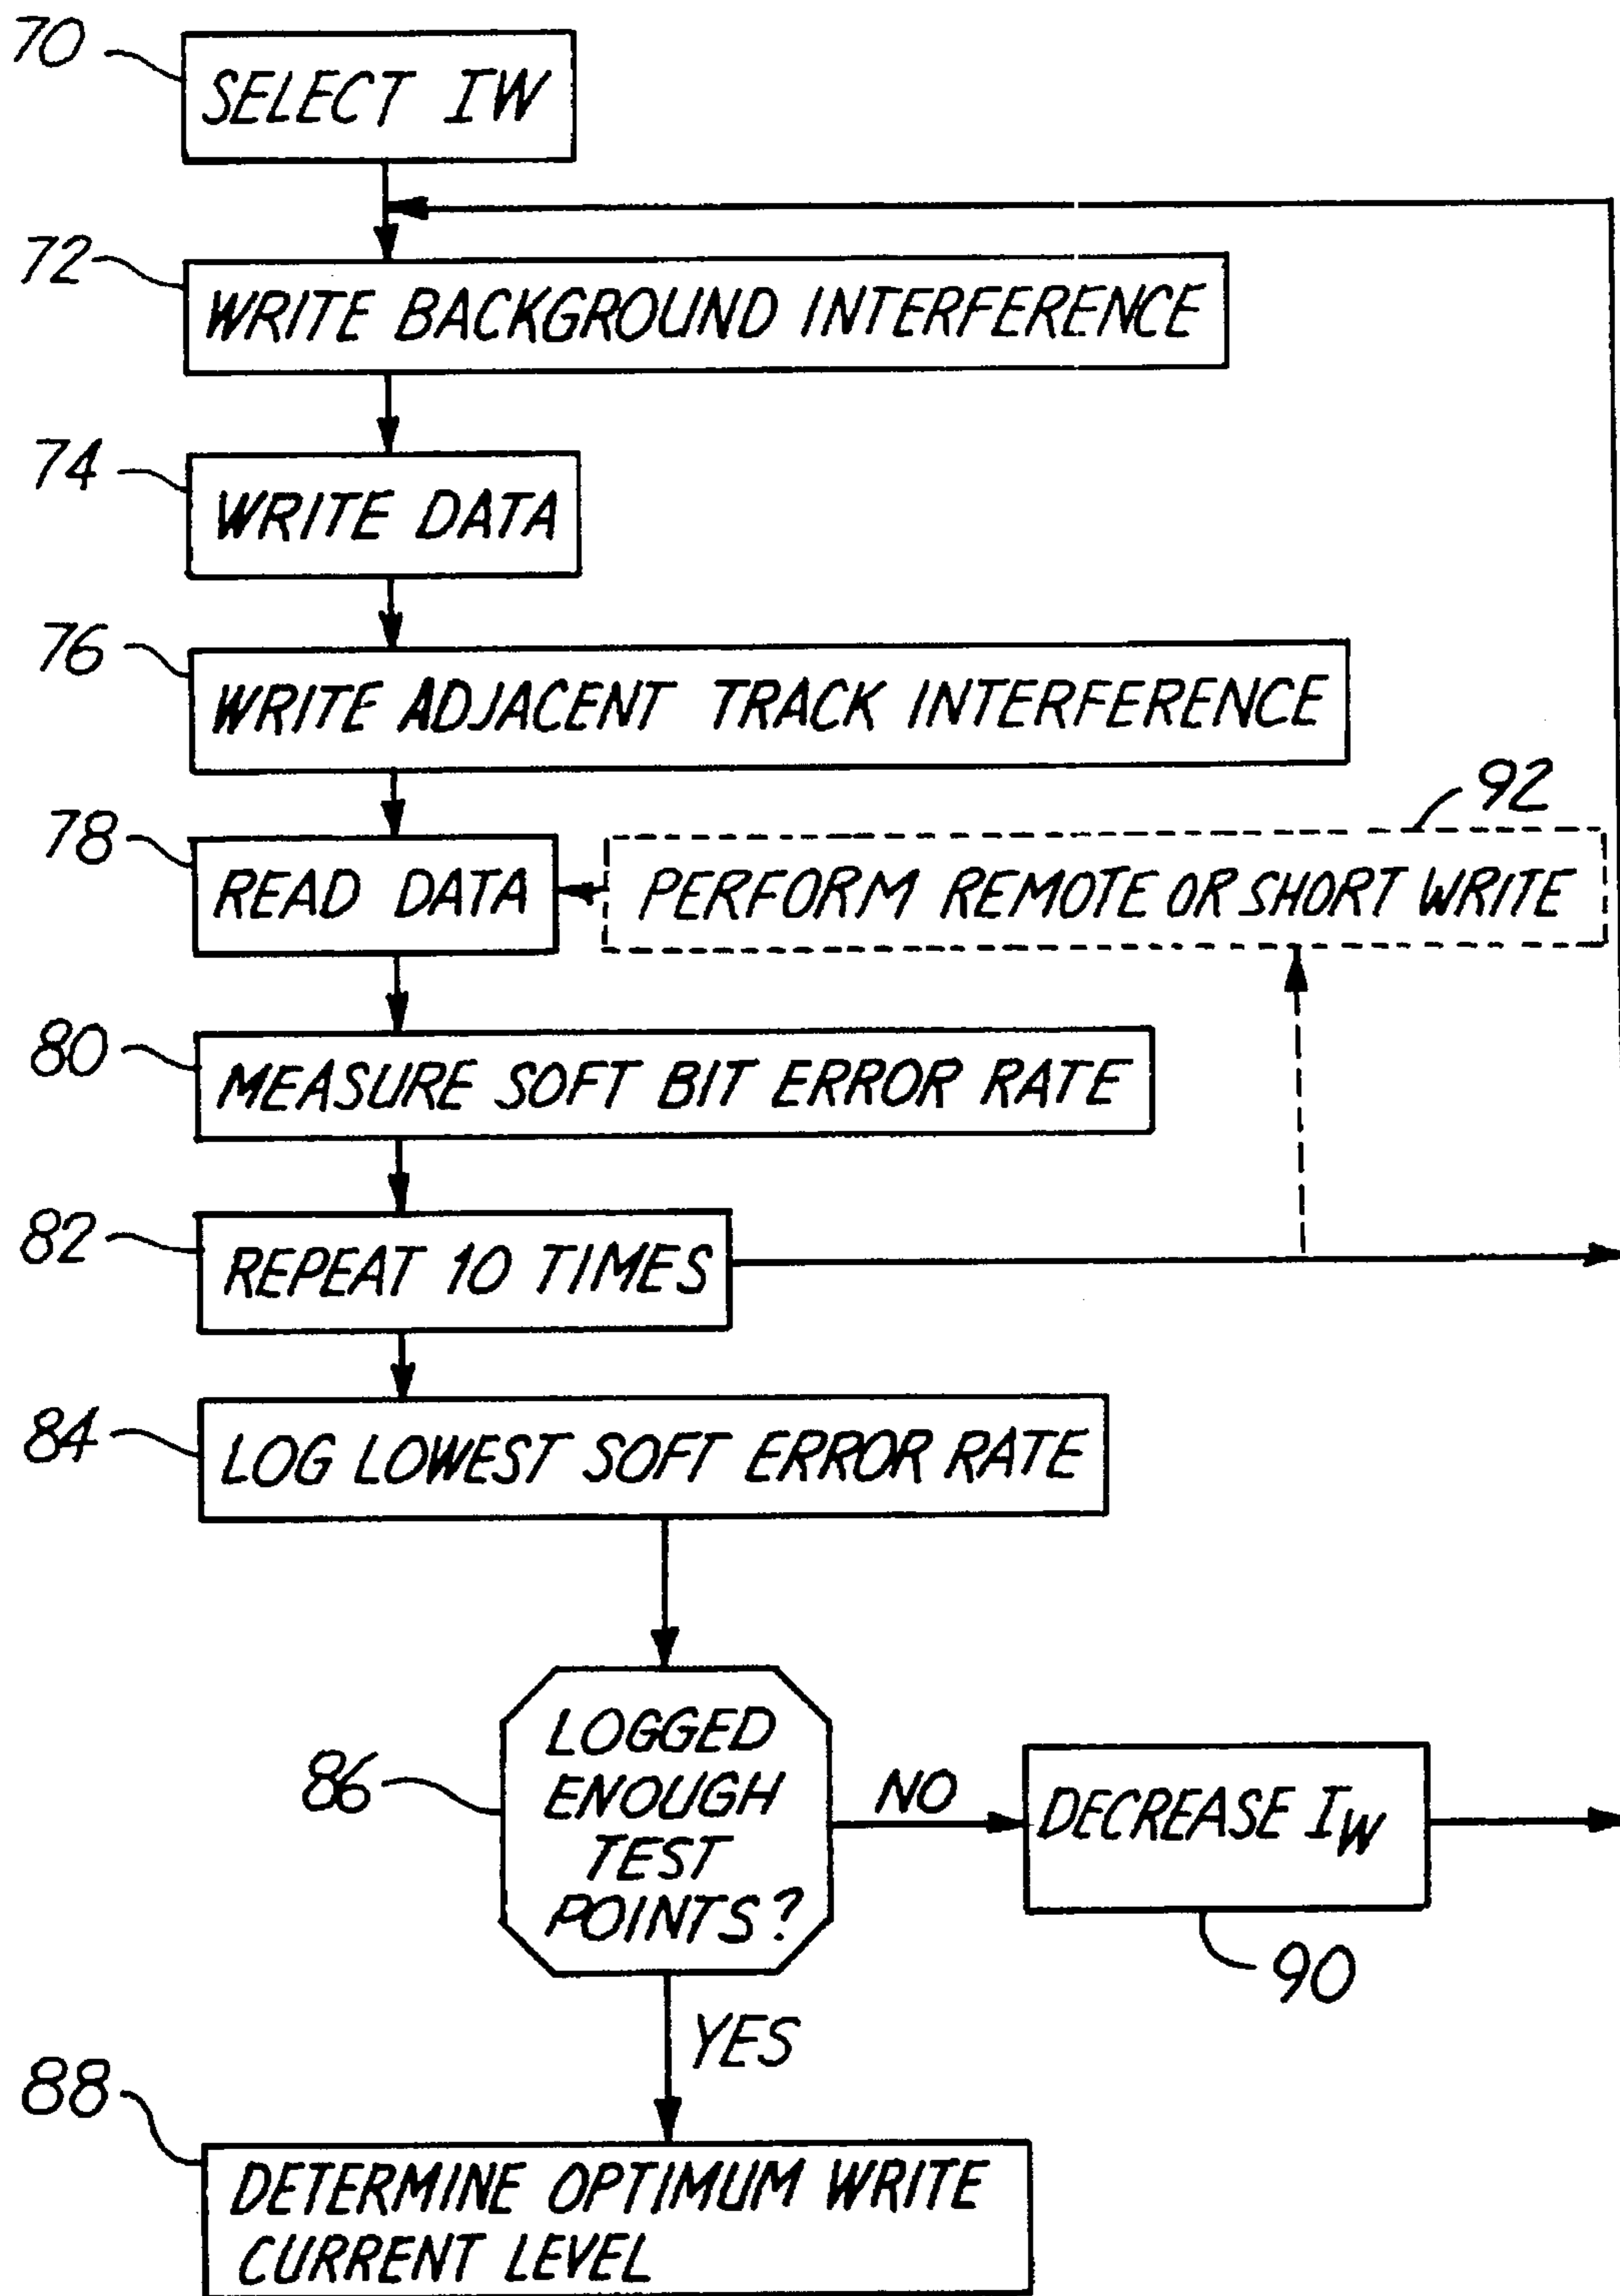 70
SELECT IW
72
WRITE BACKGROUND INTERFERENCE
74
WRITE DATA
76
WRITE ADJACENT TRACK INTERFERENCE
92
78
READ DATA
PERFORM REMOTE OR SHORT WRITE
80
MEASURE SOFT BIT ERROR RATE
82
REPEAT 10 TIMES
84
LOG LOWEST SOFT ERROR RATE
86
LOGGED
ENOUGH
TEST
POINTS?
NO
DECREASE IW
90
YES
88
DETERMINE OPTIMUM WRITE
CURRENT LEVEL